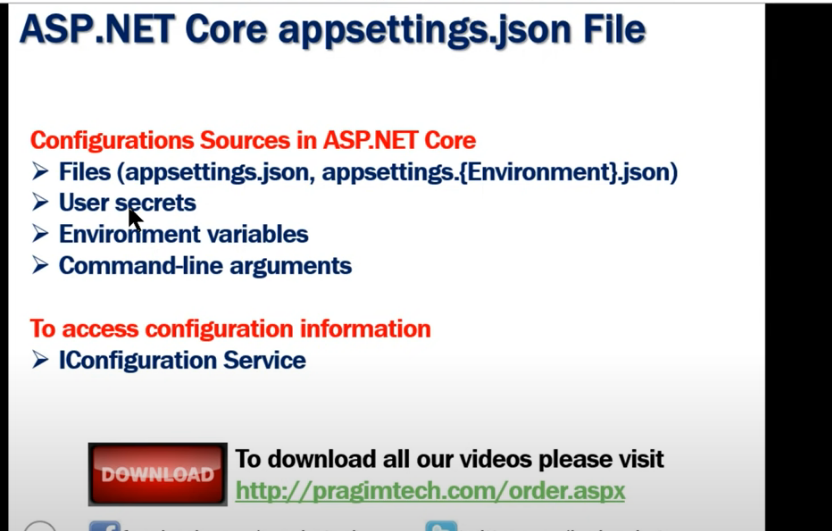 ASP.NET Core appsettings.json File
Configurations Sources in ASP.NET Core
➢ Files (appsettings.json, appsettings.{Environment}.json)
➢ User secrets
➢ Environment variables
➢ Command-line arguments
To access configuration information
➢ IConfiguration Service
DOWNLOAD
To download all our videos please visit
http://pragimtech.com/order.aspx